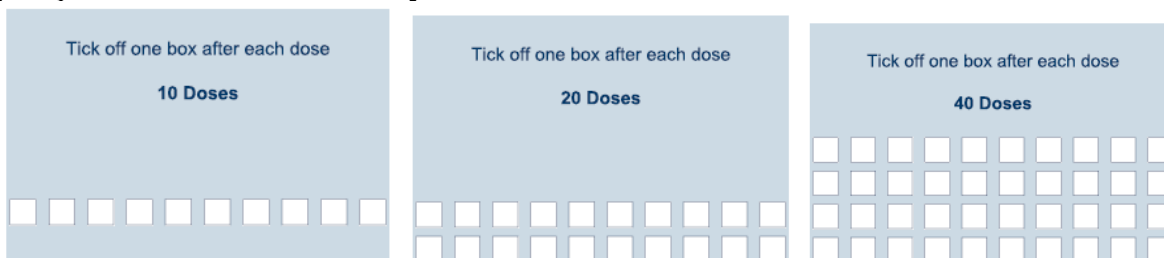 Tick off one box after each dose
10 Doses
Tick off one box after each dose
20 Doses
Tick off one box after each dose
40 Doses